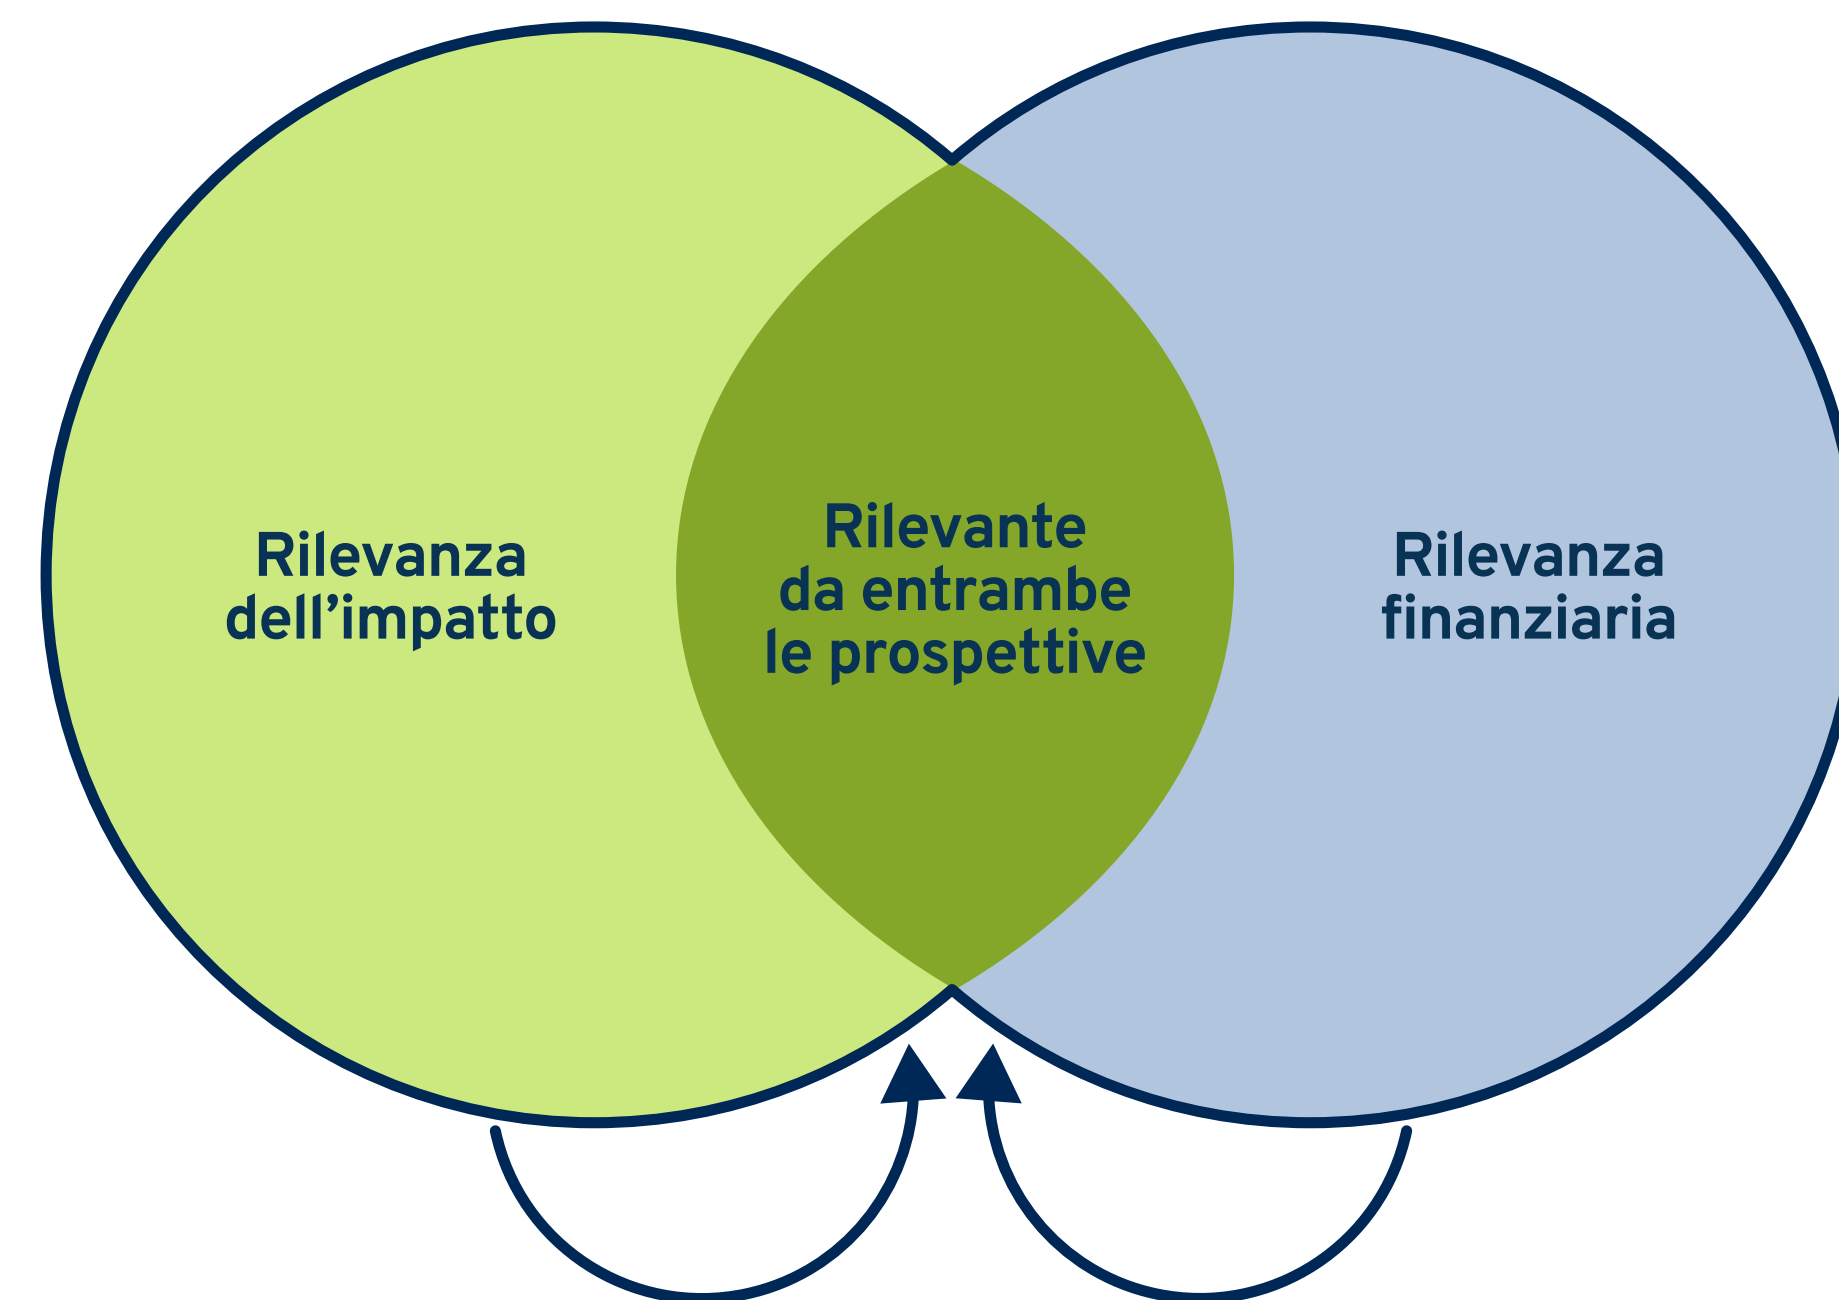 Rilevanza
dell’impatto
Rilevante
da entrambe
le prospettive
Rilevanza
finanziaria